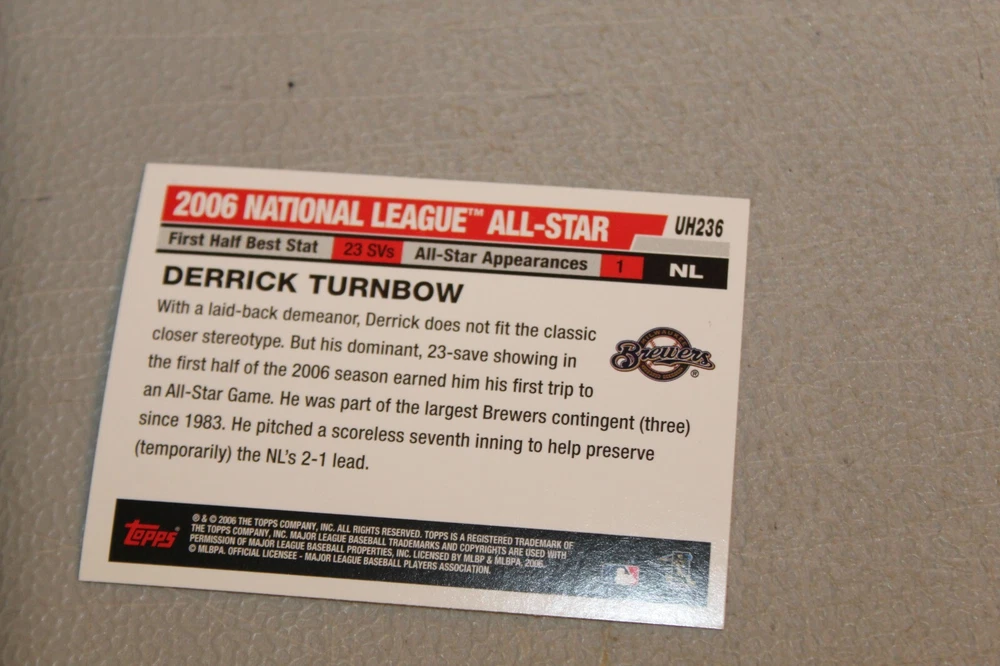 2006 NATIONAL LEAGUE™ ALL-STAR UH236
First Half Best Stat 23 SVs All-Star Appearances 1 NL
DERRICK TURNBOW
With a laid-back demeanor, Derrick does not fit the classic
closer stereotype. But his dominant, 23-save showing in
the first half of the 2006 season earned him his first trip to
an All-Star Game. He was part of the largest Brewers contingent (three)
since 1983. He pitched a scoreless seventh inning to help preserve
(temporarily) the NL's 2-1 lead.
Brewers®
Topps®
® & © 2006 THE TOPPS COMPANY, INC. ALL RIGHTS RESERVED. TOPPS IS A REGISTERED TRADEMARK OF
THE TOPPS COMPANY, INC. MAJOR LEAGUE BASEBALL TRADEMARKS AND COPYRIGHTS ARE USED WITH
PERMISSION OF MAJOR LEAGUE BASEBALL PROPERTIES, INC. LICENSED BY MLBP & MLBPA, 2006.
© MLBPA. OFFICIAL LICENSEE - MAJOR LEAGUE BASEBALL PLAYERS ASSOCIATION.